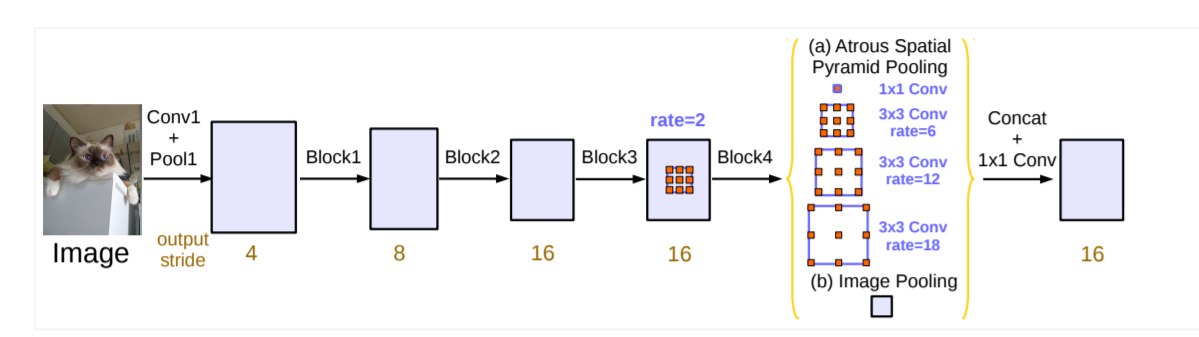 Image
Conv1
+
Pool1
output
stride
4
Block1
8
Block2
16
Block3
rate=2
16
Block4
(a) Atrous Spatial
Pyramid Pooling
1x1 Conv
3x3 Conv
rate=6
3x3 Conv
rate=12
3x3 Conv
rate=18
(b) Image Pooling
Concat
+
1x1 Conv
16